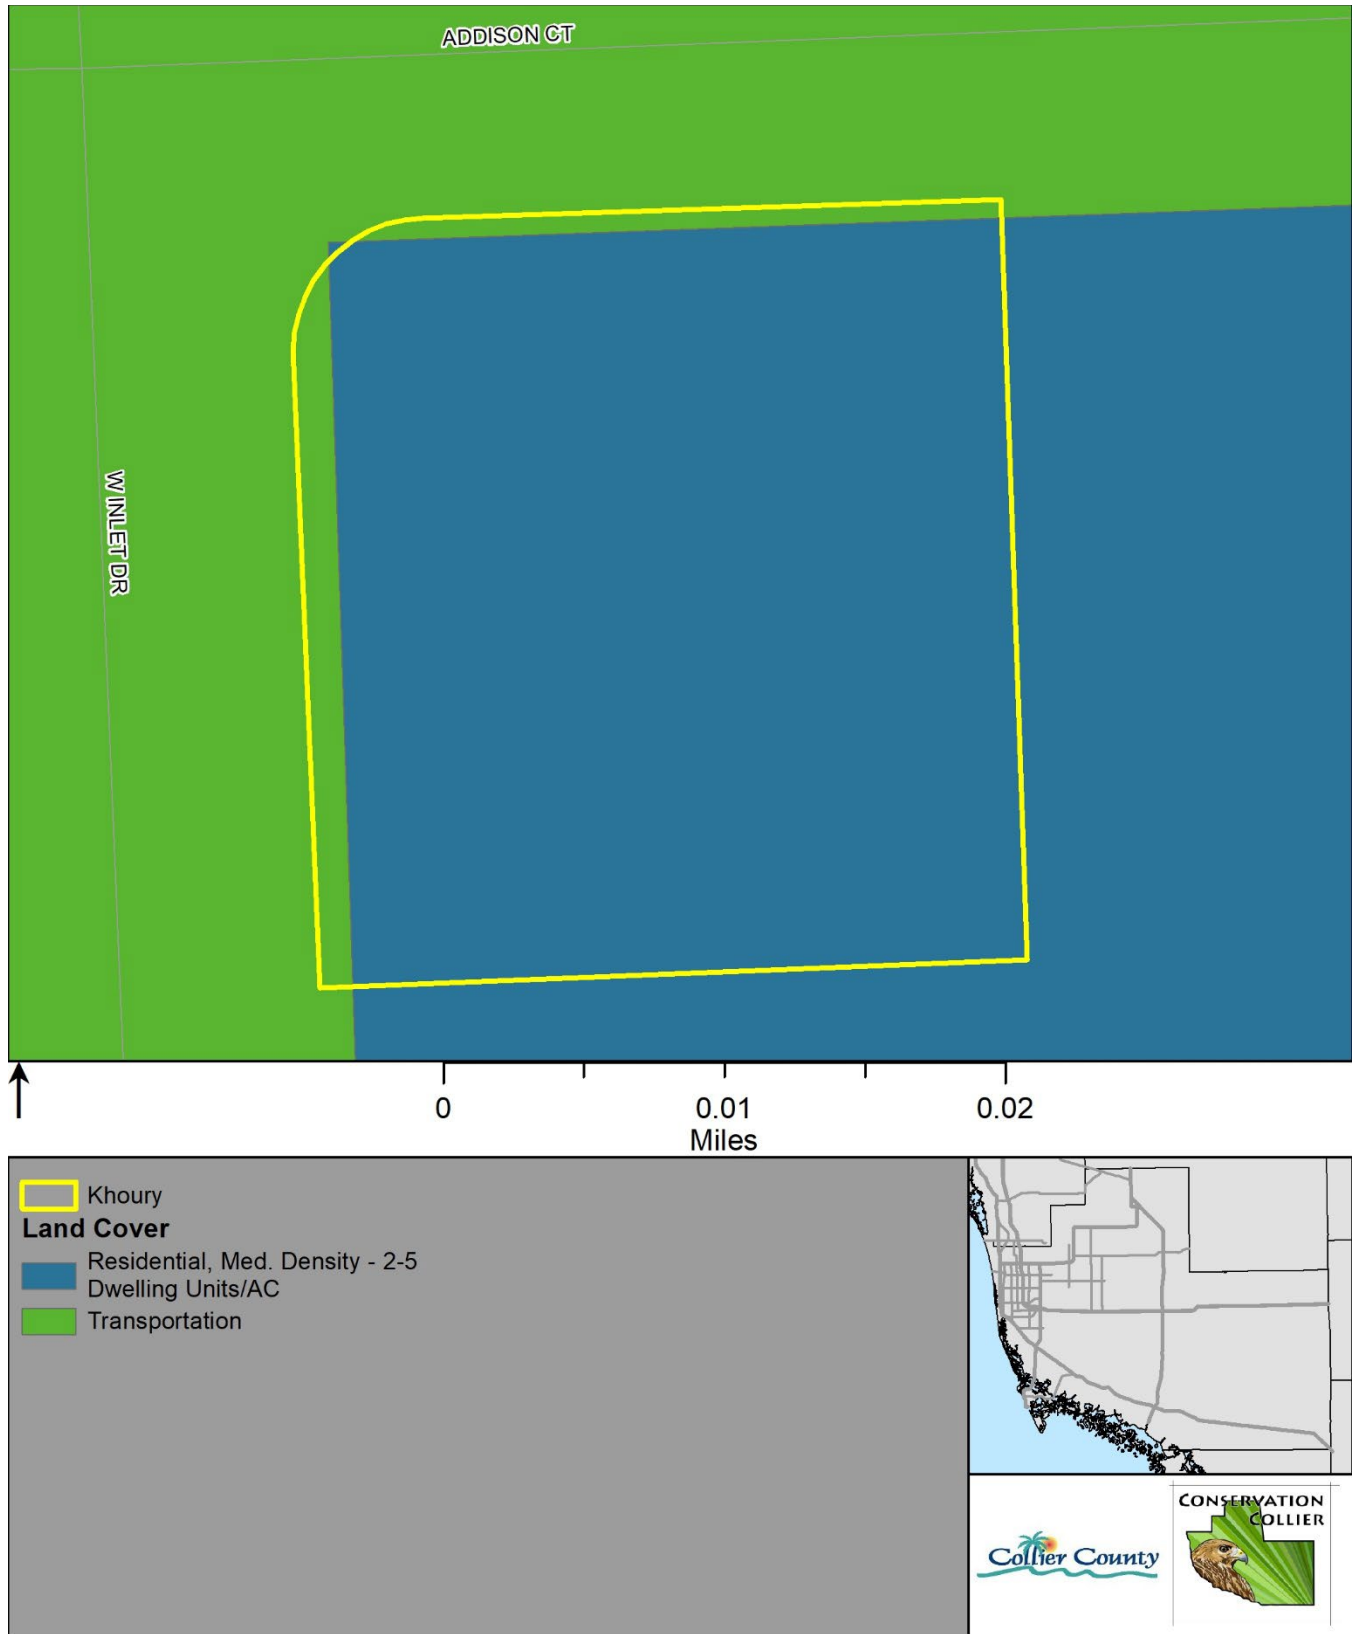 ADDISON CT
W INLET DR
0
0.01
0.02
Miles
Khoury
Land Cover
Residential, Med. Density - 2-5
Dwelling Units/AC
Transportation
CONSERVATION
COLLIER
Collier County